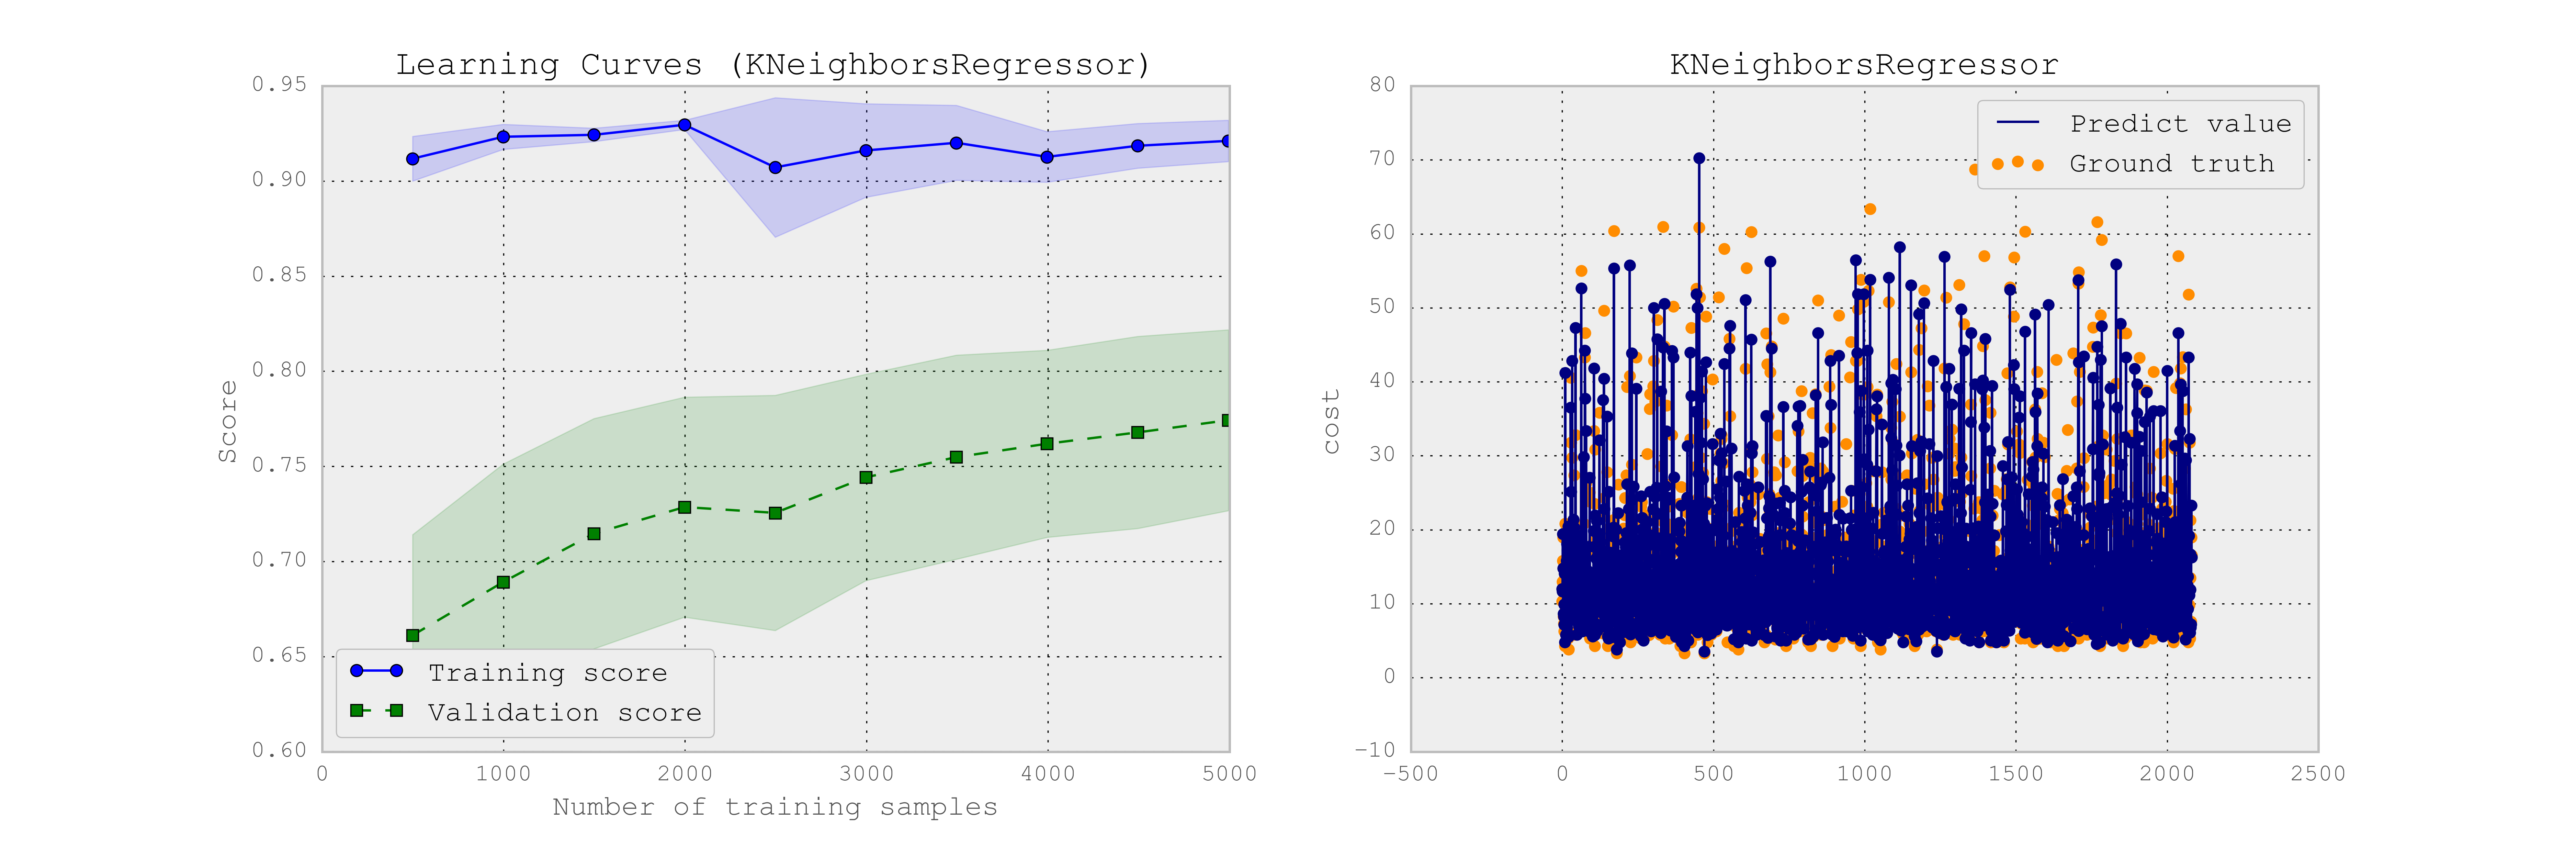 Learning Curves (KNeighborsRegressor)
0.95
0.90
0.85
0.80
0.75
0.70
0.65
0.60
Score
Training score
Validation score
0 1000 2000 3000 4000 5000
Number of training samples
KNeighborsRegressor
80
70
60
50
40
30
20
10
0
−10
cost
Predict value
Ground truth
−500 0 500 1000 1500 2000 2500